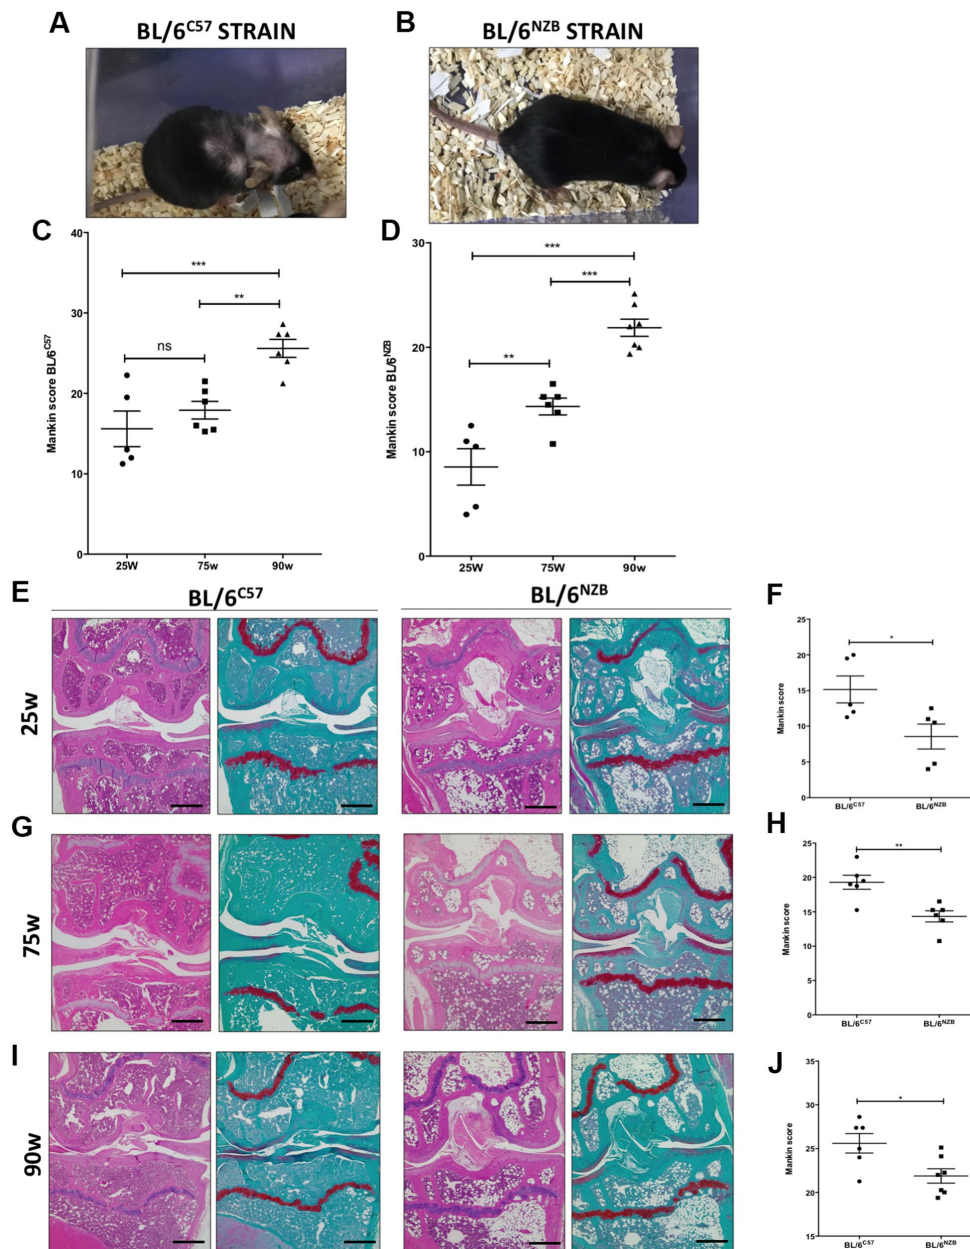 A
BL/6C57 STRAIN
B
BL/6NZB STRAIN
C
Mankin score BL/6C57
40
30
20
10
0
***
**
ns
25W
75w
90w
D
Mankin score BL/6NZB
30
20
10
0
***
***
**
25W
75W
90w
E
BL/6C57
BL/6NZB
25w
F
Mankin score
25
20
15
10
5
0
*
BL/6C57
BL/6NZB
G
75w
H
Mankin score
25
20
15
10
5
0
**
BL/6C57
BL/6NZB
I
90w
J
Mankin score
35
30
25
20
15
*
BL/6C57
BL/6NZB